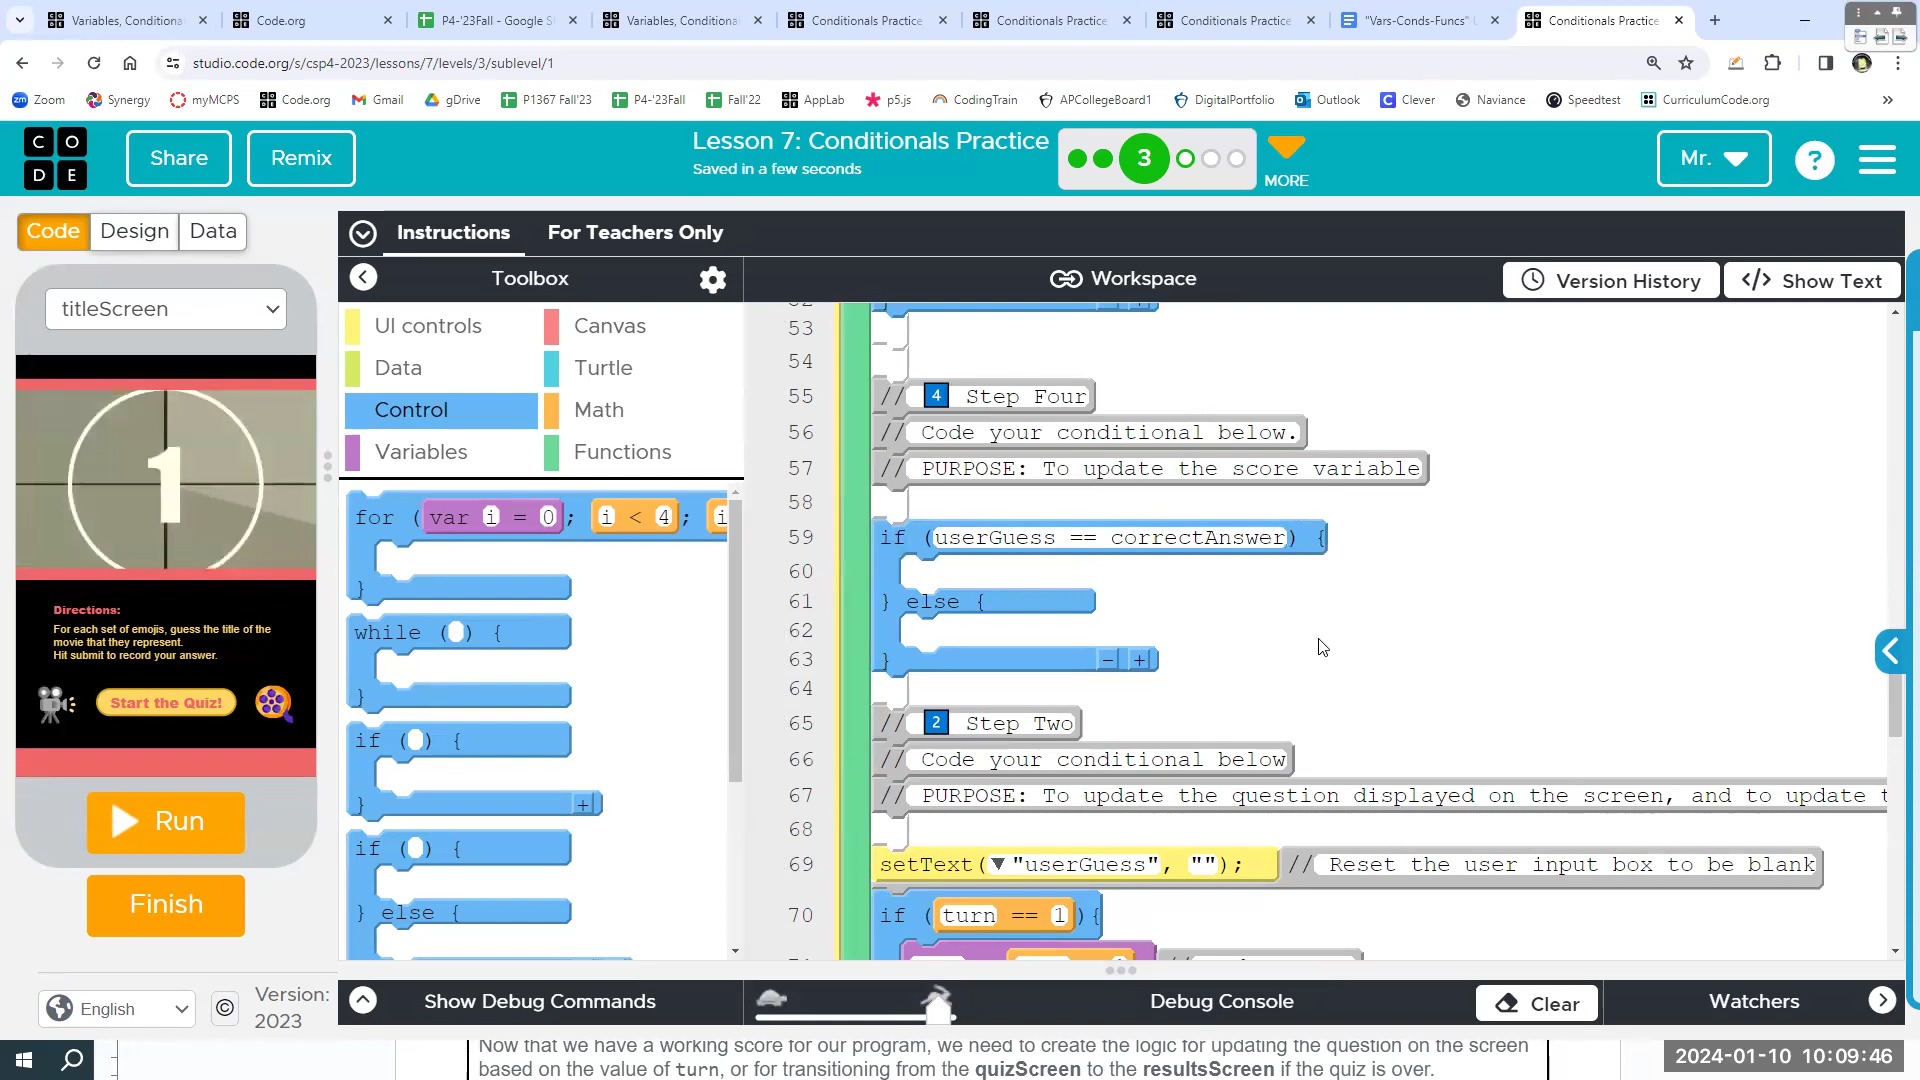 Variables, Conditiona
Code.org
P4-'23Fall - Google S
Variables, Conditiona
Conditionals Practice
Conditionals Practice
Conditionals Practice
"Vars-Conds-Funcs"
Conditionals Practice
studio.code.org/s/csp4-2023/lessons/7/levels/3/sublevel/1
Zoom
Synergy
myMCPS
Code.org
Gmail
gDrive
P1367 Fall'23
P4-'23Fall
Fall'22
AppLab
p5.js
CodingTrain
APCollegeBoard1
DigitalPortfolio
Outlook
Clever
Naviance
Speedtest
CurriculumCode.org
C O D E
Share
Remix
Lesson 7: Conditionals Practice
Saved in a few seconds
3
MORE
Mr.
?
Code
Design
Data
Instructions
For Teachers Only
Toolbox
Workspace
Version History
</> Show Text
titleScreen
1
Directions:
For each set of emojis, guess the title of the
movie that they represent.
Hit submit to record your answer.
Start the Quiz!
Run
Finish
English
©
Version:
2023
UI controls
Canvas
Data
Turtle
Control
Math
Variables
Functions
for ( var i = 0 ; i < 4 ; i
}
while ( ) {
}
if ( ) {
} +
if ( ) {
} else {
53
54
55 // 4 Step Four
56 // Code your conditional below.
57 // PURPOSE: To update the score variable
58
59 if (userGuess == correctAnswer) {
60
61 } else {
62
63 } - +
64
65 // 2 Step Two
66 // Code your conditional below
67 // PURPOSE: To update the question displayed on the screen, and to update
68
69 setText( ▼ "userGuess", ""); // Reset the user input box to be blank
70 if ( turn == 1 ){
Show Debug Commands
Debug Console
Clear
Watchers
Now that we have a working score for our program, we need to create the logic for updating the question on the screen
based on the value of turn, or for transitioning from the quizScreen to the resultsScreen if the quiz is over.
2024-01-10 10:09:46